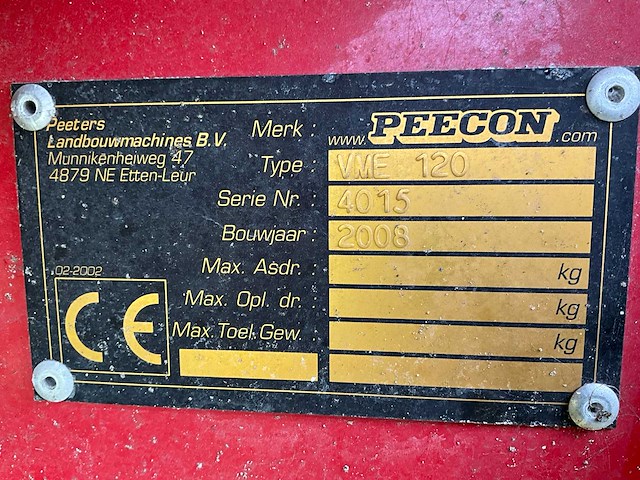 Peeters
Landbouwmachines B.V.
Munnikenheiweg 47
4879 NE Etten-Leur
Merk : www.PEECON.com
Type : VME 120
Serie Nr. : 4015
Bouwjaar : 2008
Max. Asdr. : kg
Max. Opl. dr. : kg
Max. Toel. Gew. kg
02-2002
CE